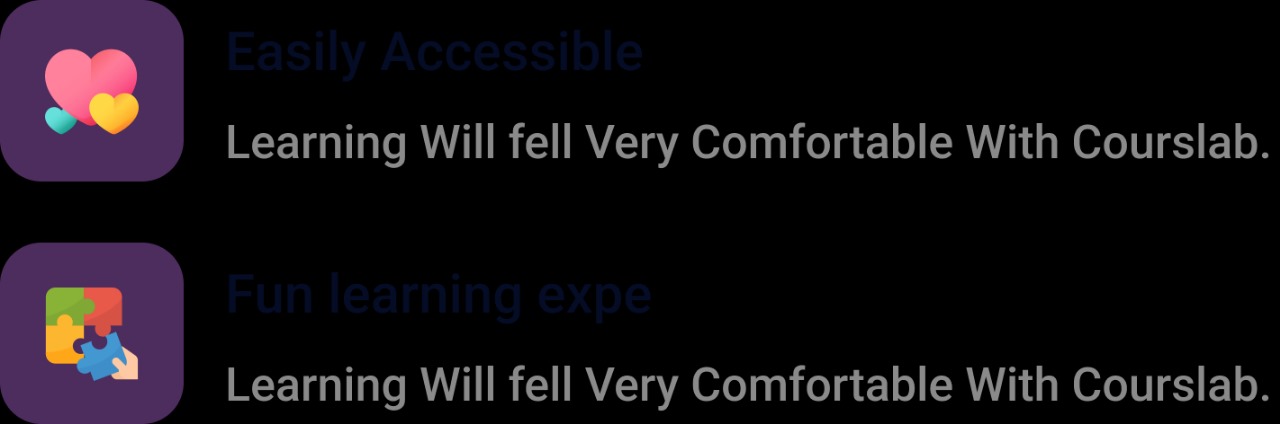 Easily Accessible
Learning Will fell Very Comfortable With Courslab.
Fun learning expe
Learning Will fell Very Comfortable With Courslab.